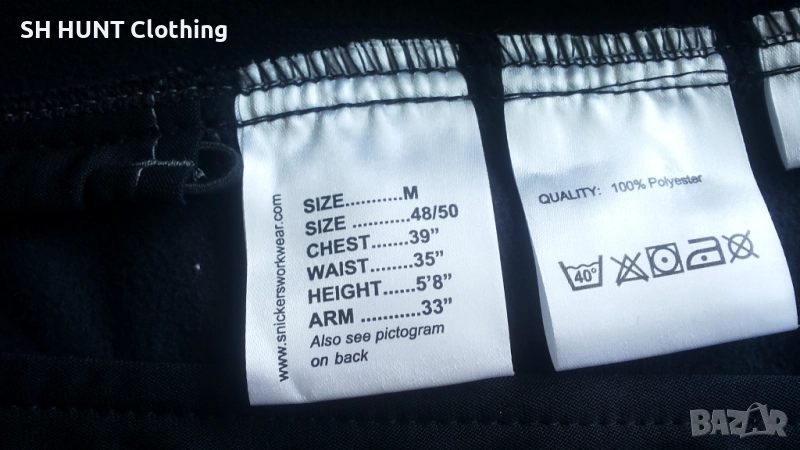 SH HUNT Clothing
www.snickersworkwear.com
SIZE...........M
SIZE ...........48/50
CHEST.......39”
WAIST........35”
HEIGHT......5’8”
ARM ...........33”
Also see pictogram
on back
QUALITY: 100% Polyester
40°
BAZAR